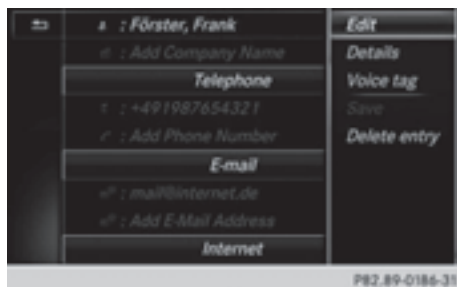 : Förster, Frank
: Add Company Name
Telephone
: +491987654321
: Add Phone Number
E-mail
: mail@internet.de
: Add E-Mail Address
Internet
Edit
Details
Voice tag
Save
Delete entry
P82.89-0186-31